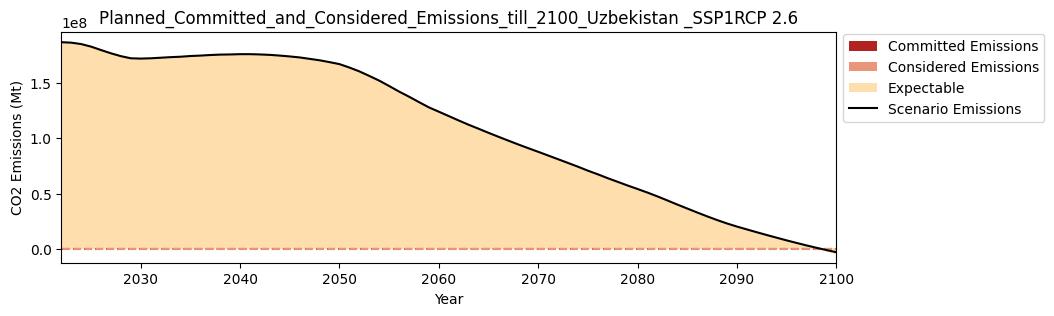 Planned_Committed_and_Considered_Emissions_till_2100_Uzbekistan _SSP1RCP 2.6
1e8
Committed Emissions
Considered Emissions
Expectable
Scenario Emissions
CO2 Emissions (Mt)
1.5
1.0
0.5
0.0
2030 2040 2050 2060 2070 2080 2090 2100
Year